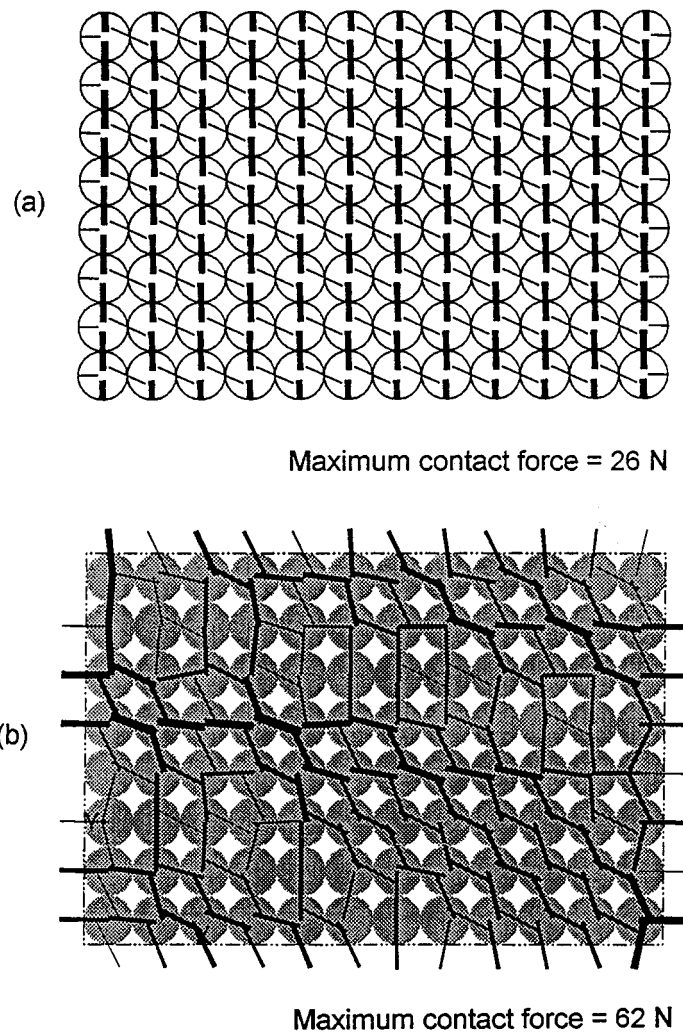 (a)
Maximum contact force = 26 N
(b)
Maximum contact force = 62 N